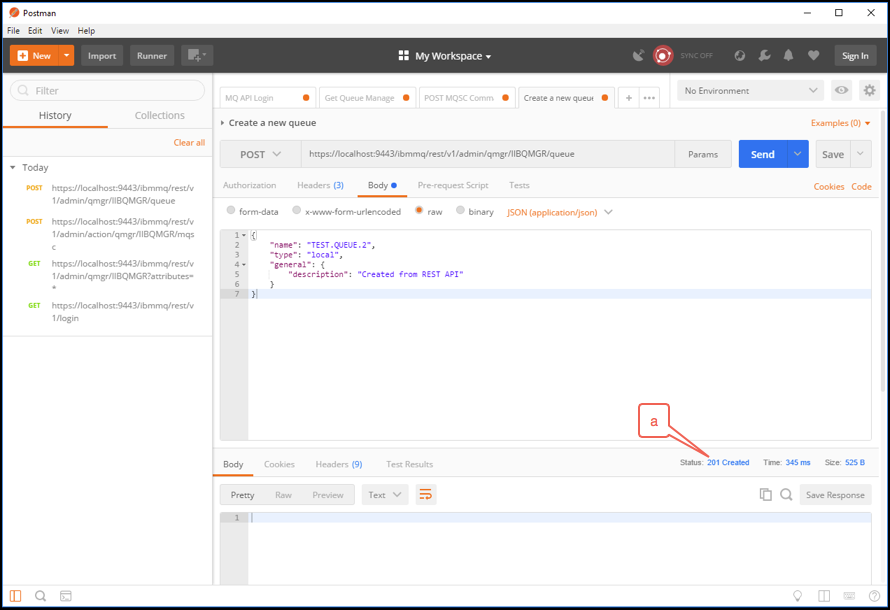 Postman
File Edit View Help
New Import Runner My Workspace SYNC OFF Sign In
Filter
History Collections
Clear all
Today
POST https://localhost:9443/ibmmq/rest/v
1/admin/qmgr/IIBQMGR/queue
POST https://localhost:9443/ibmmq/rest/v
1/admin/action/qmgr/IIBQMGR/mqs
c
GET https://localhost:9443/ibmmq/rest/v
1/admin/qmgr/IIBQMGR?attributes=
*
GET https://localhost:9443/ibmmq/rest/v
1/login
MQ API Login Get Queue Manage POST MQSC Comm Create a new queue + ••• No Environment
Create a new queue Examples (0)
POST https://localhost:9443/ibmmq/rest/v1/admin/qmgr/IIBQMGR/queue Params Send Save
Authorization Headers (3) Body Pre-request Script Tests Cookies Code
form-data x-www-form-urlencoded raw binary JSON (application/json)
1 {
2 "name": "TEST.QUEUE.2",
3 "type": "local",
4 "general": {
5 "description": "Created from REST API"
6 }
7 }
a
Body Cookies Headers (9) Test Results Status: 201 Created Time: 345 ms Size: 525 B
Pretty Raw Preview Text Save Response
1